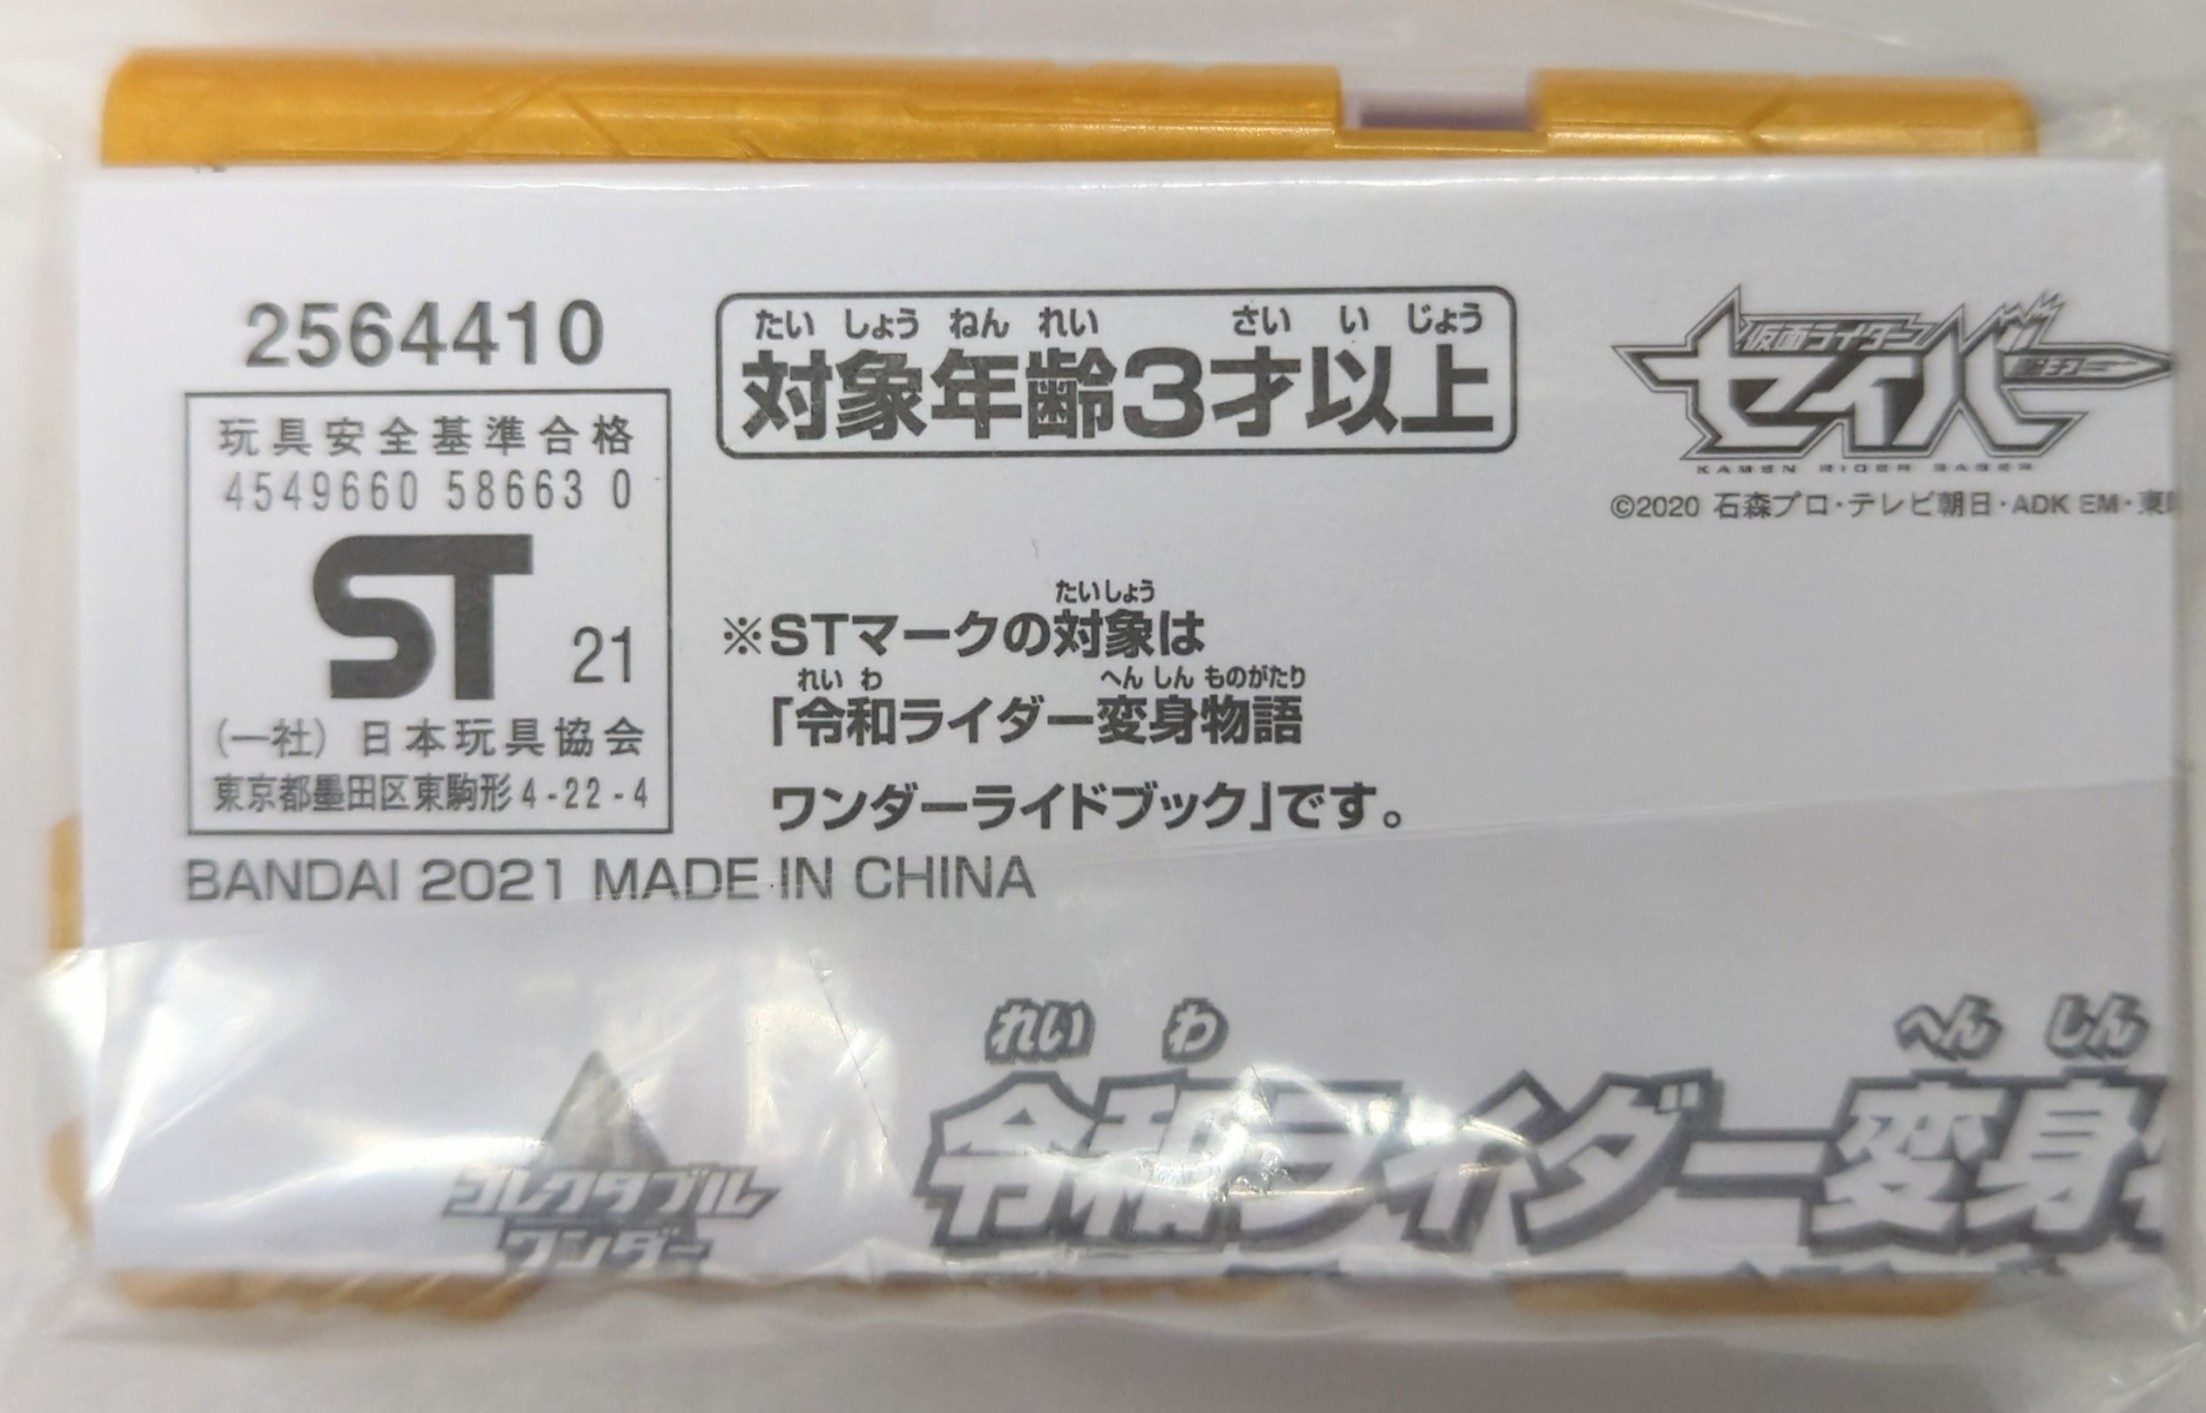 2564410
玩具安全基準合格
4549660 58663 0
ST 21
(一社)日本玩具協会
東京都墨田区東駒形4-22-4
BANDAI 2021 MADE IN CHINA
たいしょうねんれい さいいじょう
対象年齢3才以上
仮面ライダー
セイバー
KAMEN RIDER SABER
©2020 石森プロ・テレビ朝日・ADK EM・東
たいしょう
※STマークの対象は
れいわ へんしんものがたり
「令和ライダー変身物語
ワンダーライドブック」です。
コレクタブル
ワンダー
れいわ へんしん
令和ライダー変身